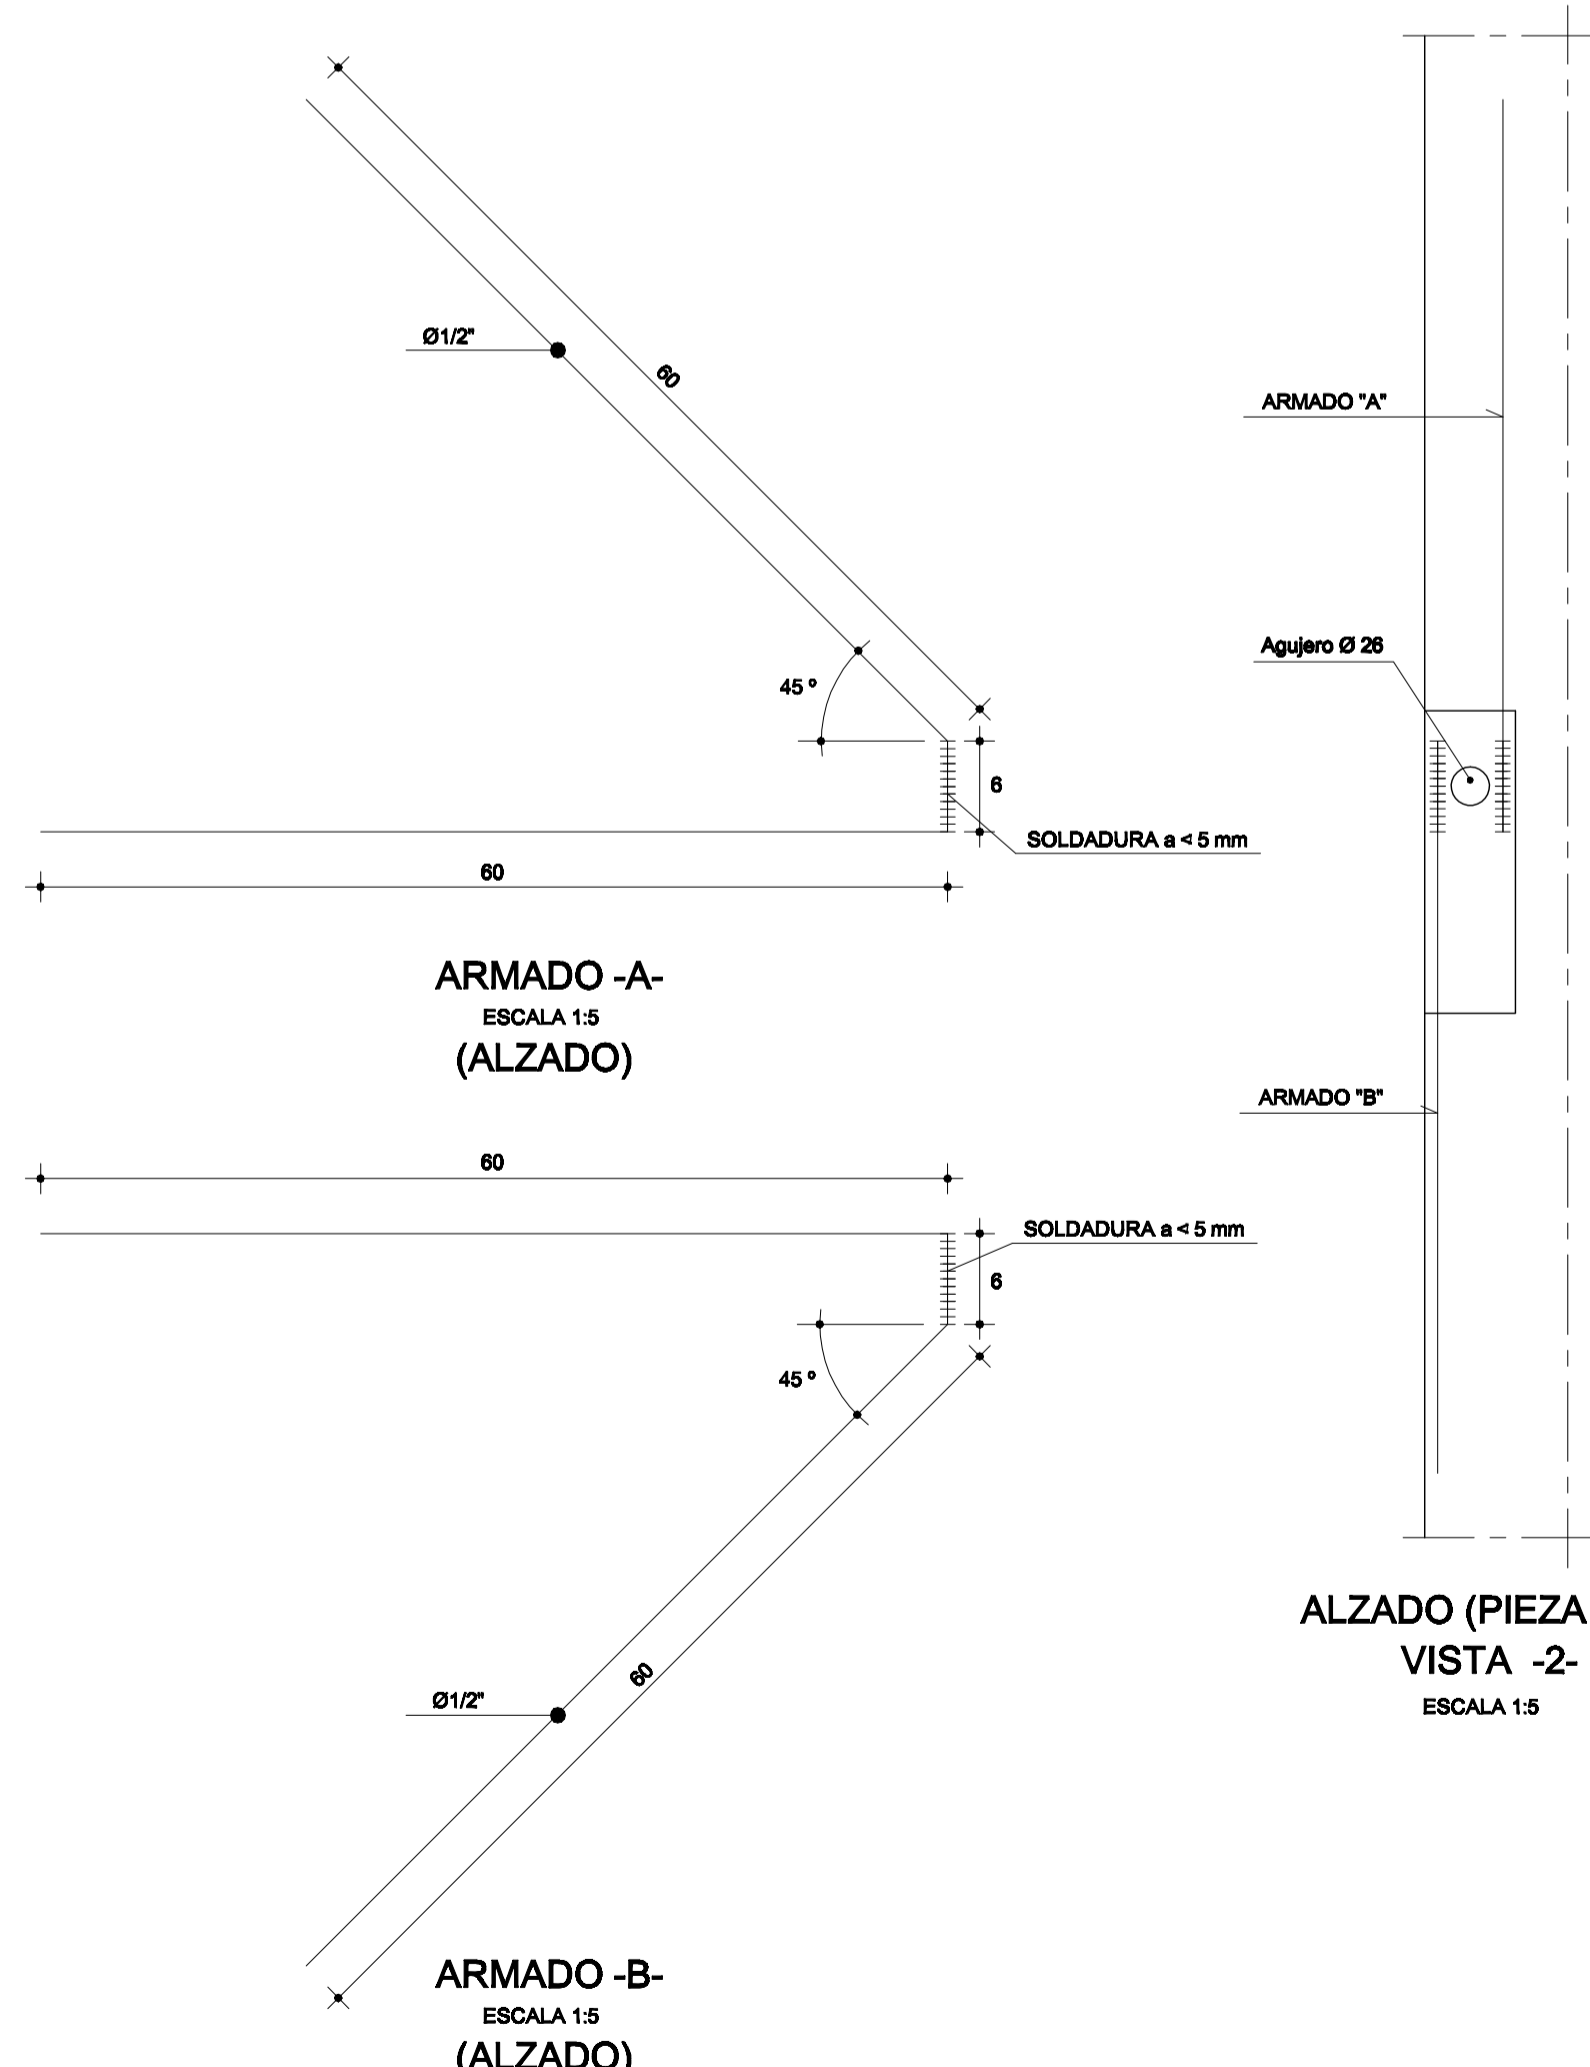 Ø1/2"
60
45 º
6
SOLDADURA a < 5 mm
60
ARMADO -A-
ESCALA 1:5
(ALZADO)
60
SOLDADURA a < 5 mm
6
45 º
60
Ø1/2"
ARMADO -B-
ESCALA 1:5
(ALZADO)
ARMADO "A"
Agujero Ø 26
ARMADO "B"
ALZADO (PIEZA
VISTA -2-
ESCALA 1:5